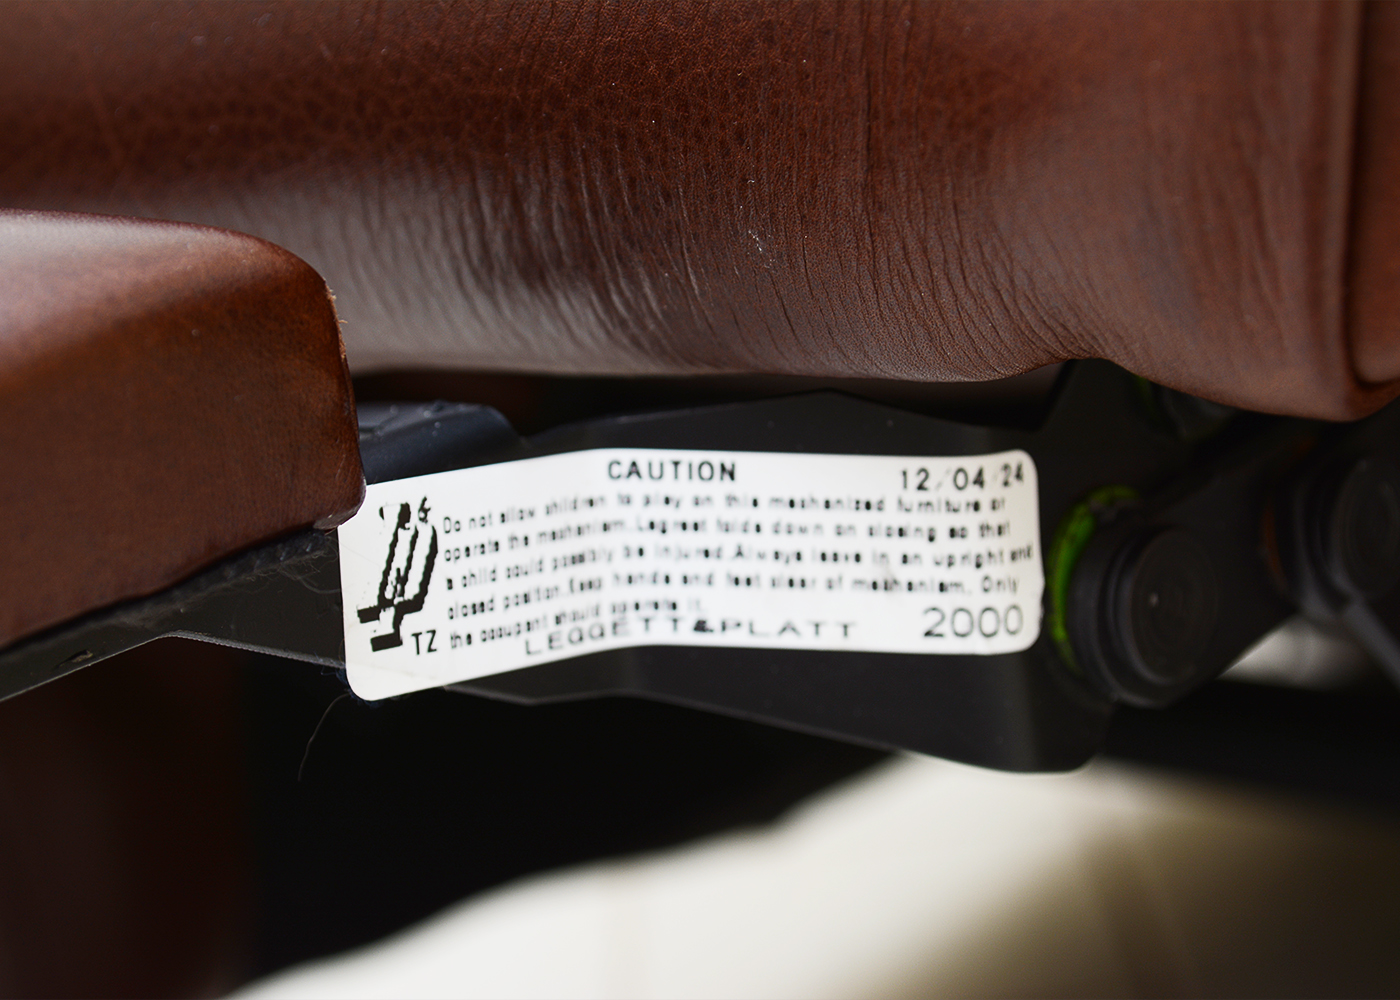 CAUTION 12/04/24
Do not allow children to play on this mechanized furniture or
operate the mechanism. Legrest folds down on closing so that
a child could possibly be injured. Always leave in an upright and
closed position. Keep hands and feet clear of mechanism. Only
the occupant should operate it.
TZ LEGGETT&PLATT 2000